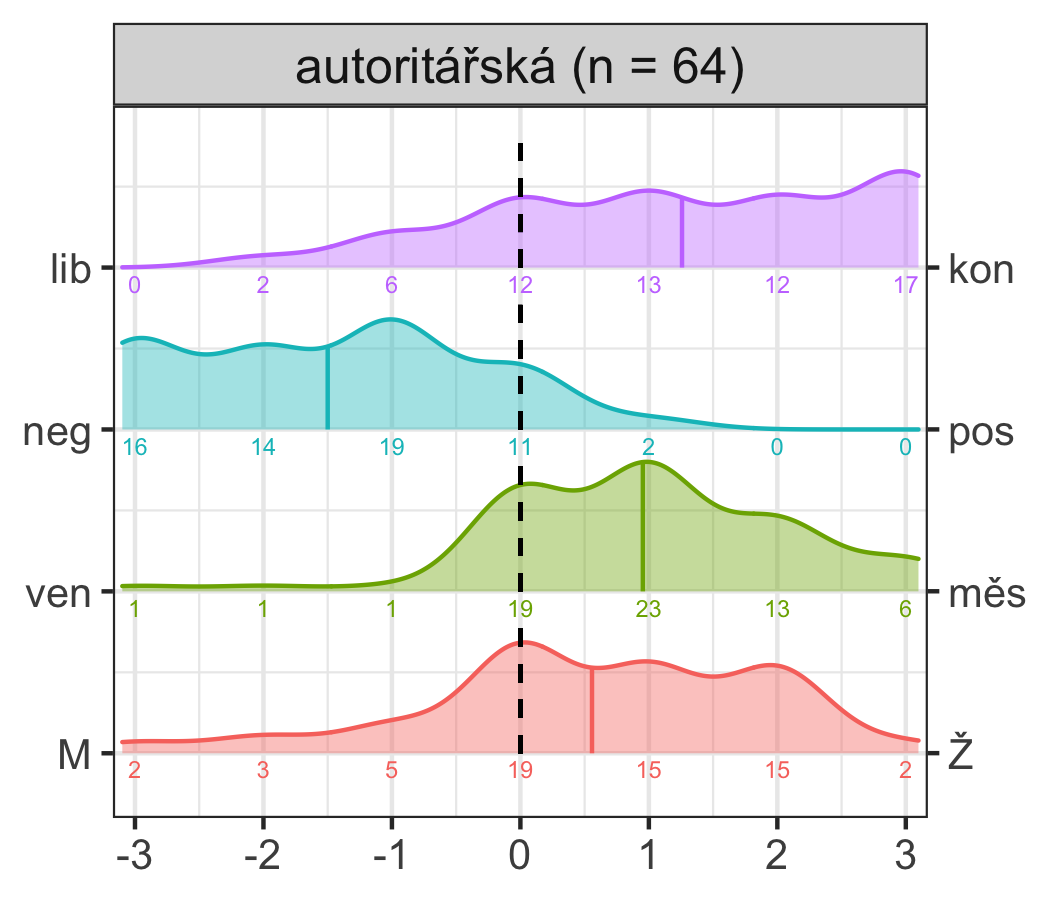 autoritářská (n = 64)
lib kon
0 2 6 12 13 12 17
neg pos
16 14 19 11 2 0 0
ven měs
1 1 1 19 23 13 6
M Ž
2 3 5 19 15 15 2
-3 -2 -1 0 1 2 3